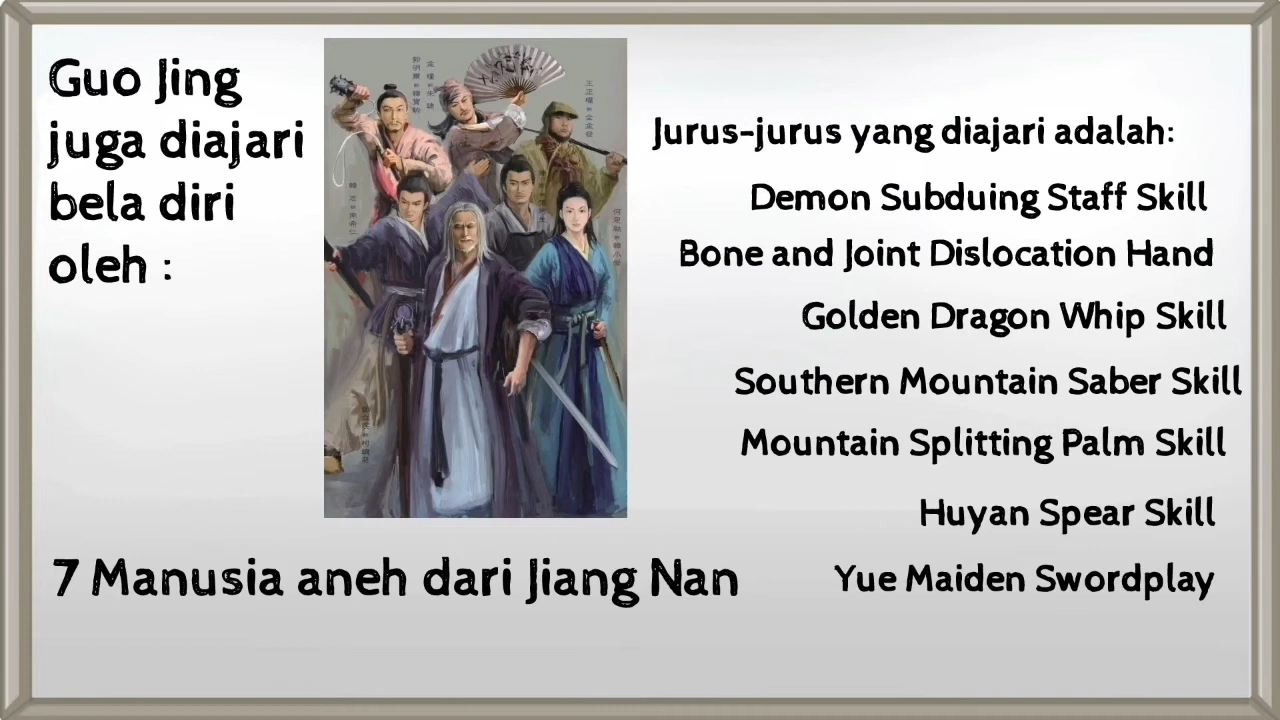 Guo Jing
juga diajari
bela diri
oleh :
7 Manusia aneh dari Jiang Nan
Jurus-jurus yang diajari adalah:
Demon Subduing Staff Skill
Bone and Joint Dislocation Hand
Golden Dragon Whip Skill
Southern Mountain Saber Skill
Mountain Splitting Palm Skill
Huyan Spear Skill
Yue Maiden Swordplay